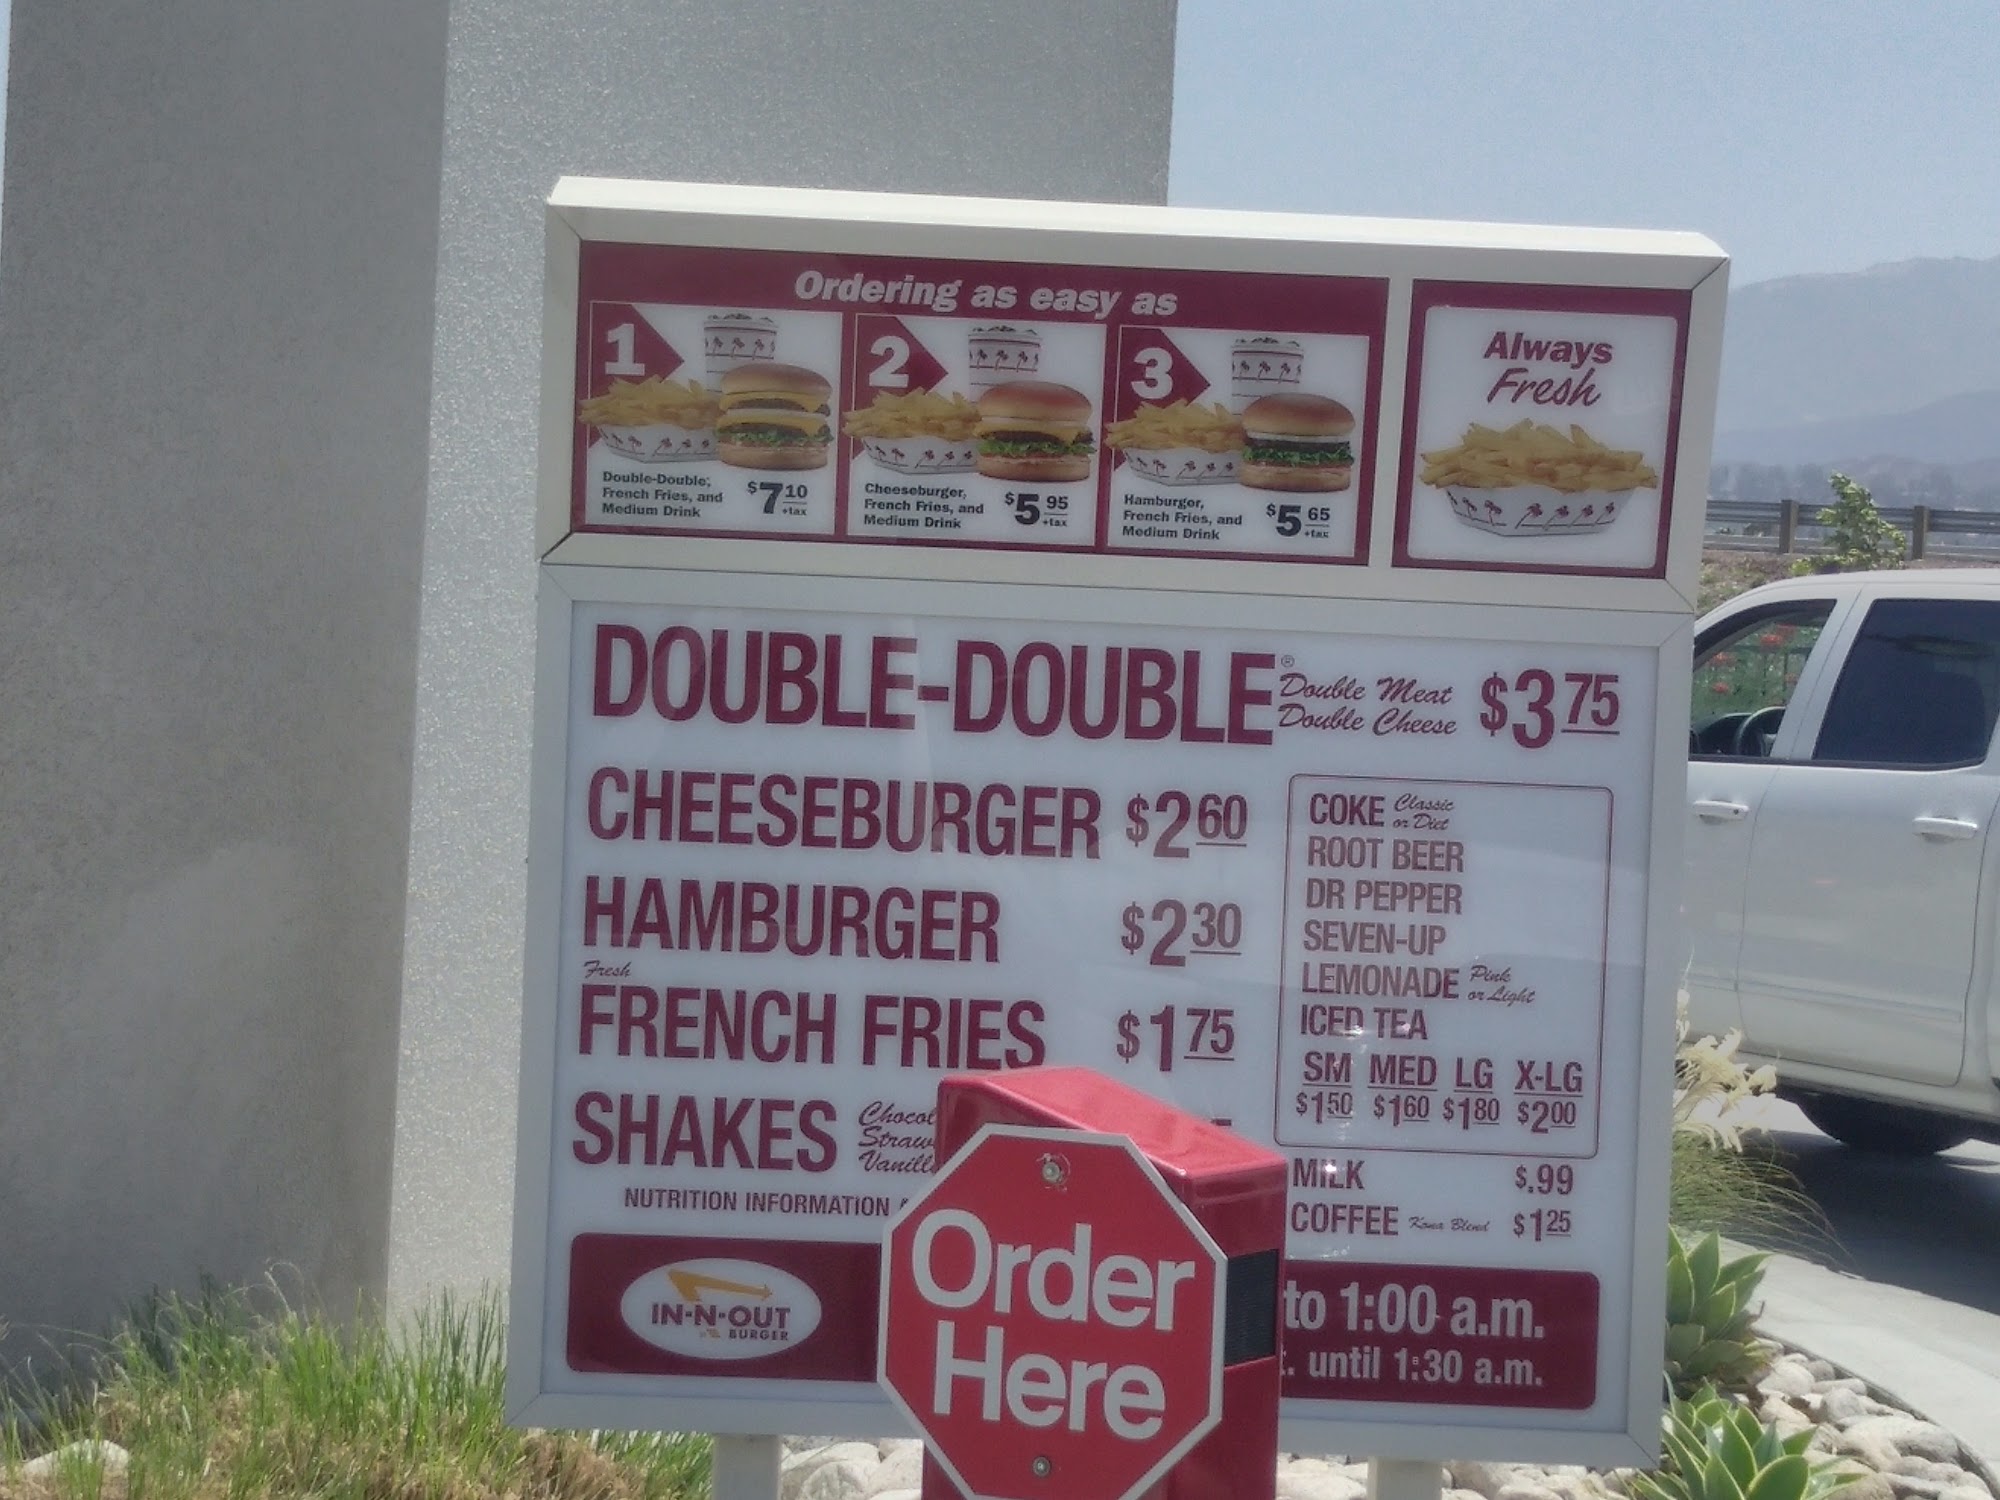 Ordering as easy as
1
Double-Double,
French Fries, and
Medium Drink
$7 10
+tax
2
Cheeseburger,
French Fries, and
Medium Drink
$5 95
+tax
3
Hamburger,
French Fries, and
Medium Drink
$5 65
+tax
Always
Fresh
DOUBLE-DOUBLE® Double Meat Double Cheese $3 75
CHEESEBURGER $2 60
HAMBURGER $2 30
Fresh
FRENCH FRIES $1 75
SHAKES
Vanill
NUTRITION INFORMATION
COKE Classic or Diet
ROOT BEER
DR PEPPER
SEVEN-UP
LEMONADE Pink or Light
ICED TEA
SM MED LG X-LG
$1 50 $1 60 $1 80 $2 00
MILK $.99
COFFEE Kona Blend $1 25
IN-N-OUT
BURGER
to 1:00 a.m.
until 1:30 a.m.
Order
Here